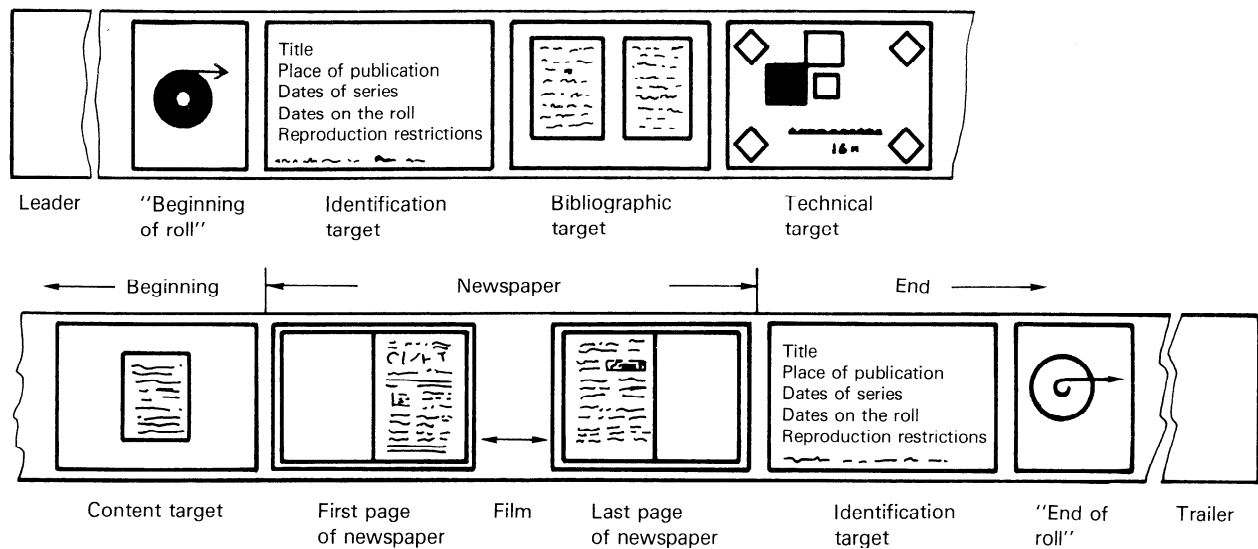 Title
Place of publication
Dates of series
Dates on the roll
Reproduction restrictions
16 x
Leader
"Beginning of roll"
Identification target
Bibliographic target
Technical target
Beginning
Newspaper
End
Title
Place of publication
Dates of series
Dates on the roll
Reproduction restrictions
Content target
First page of newspaper
Film
Last page of newspaper
Identification target
"End of roll"
Trailer